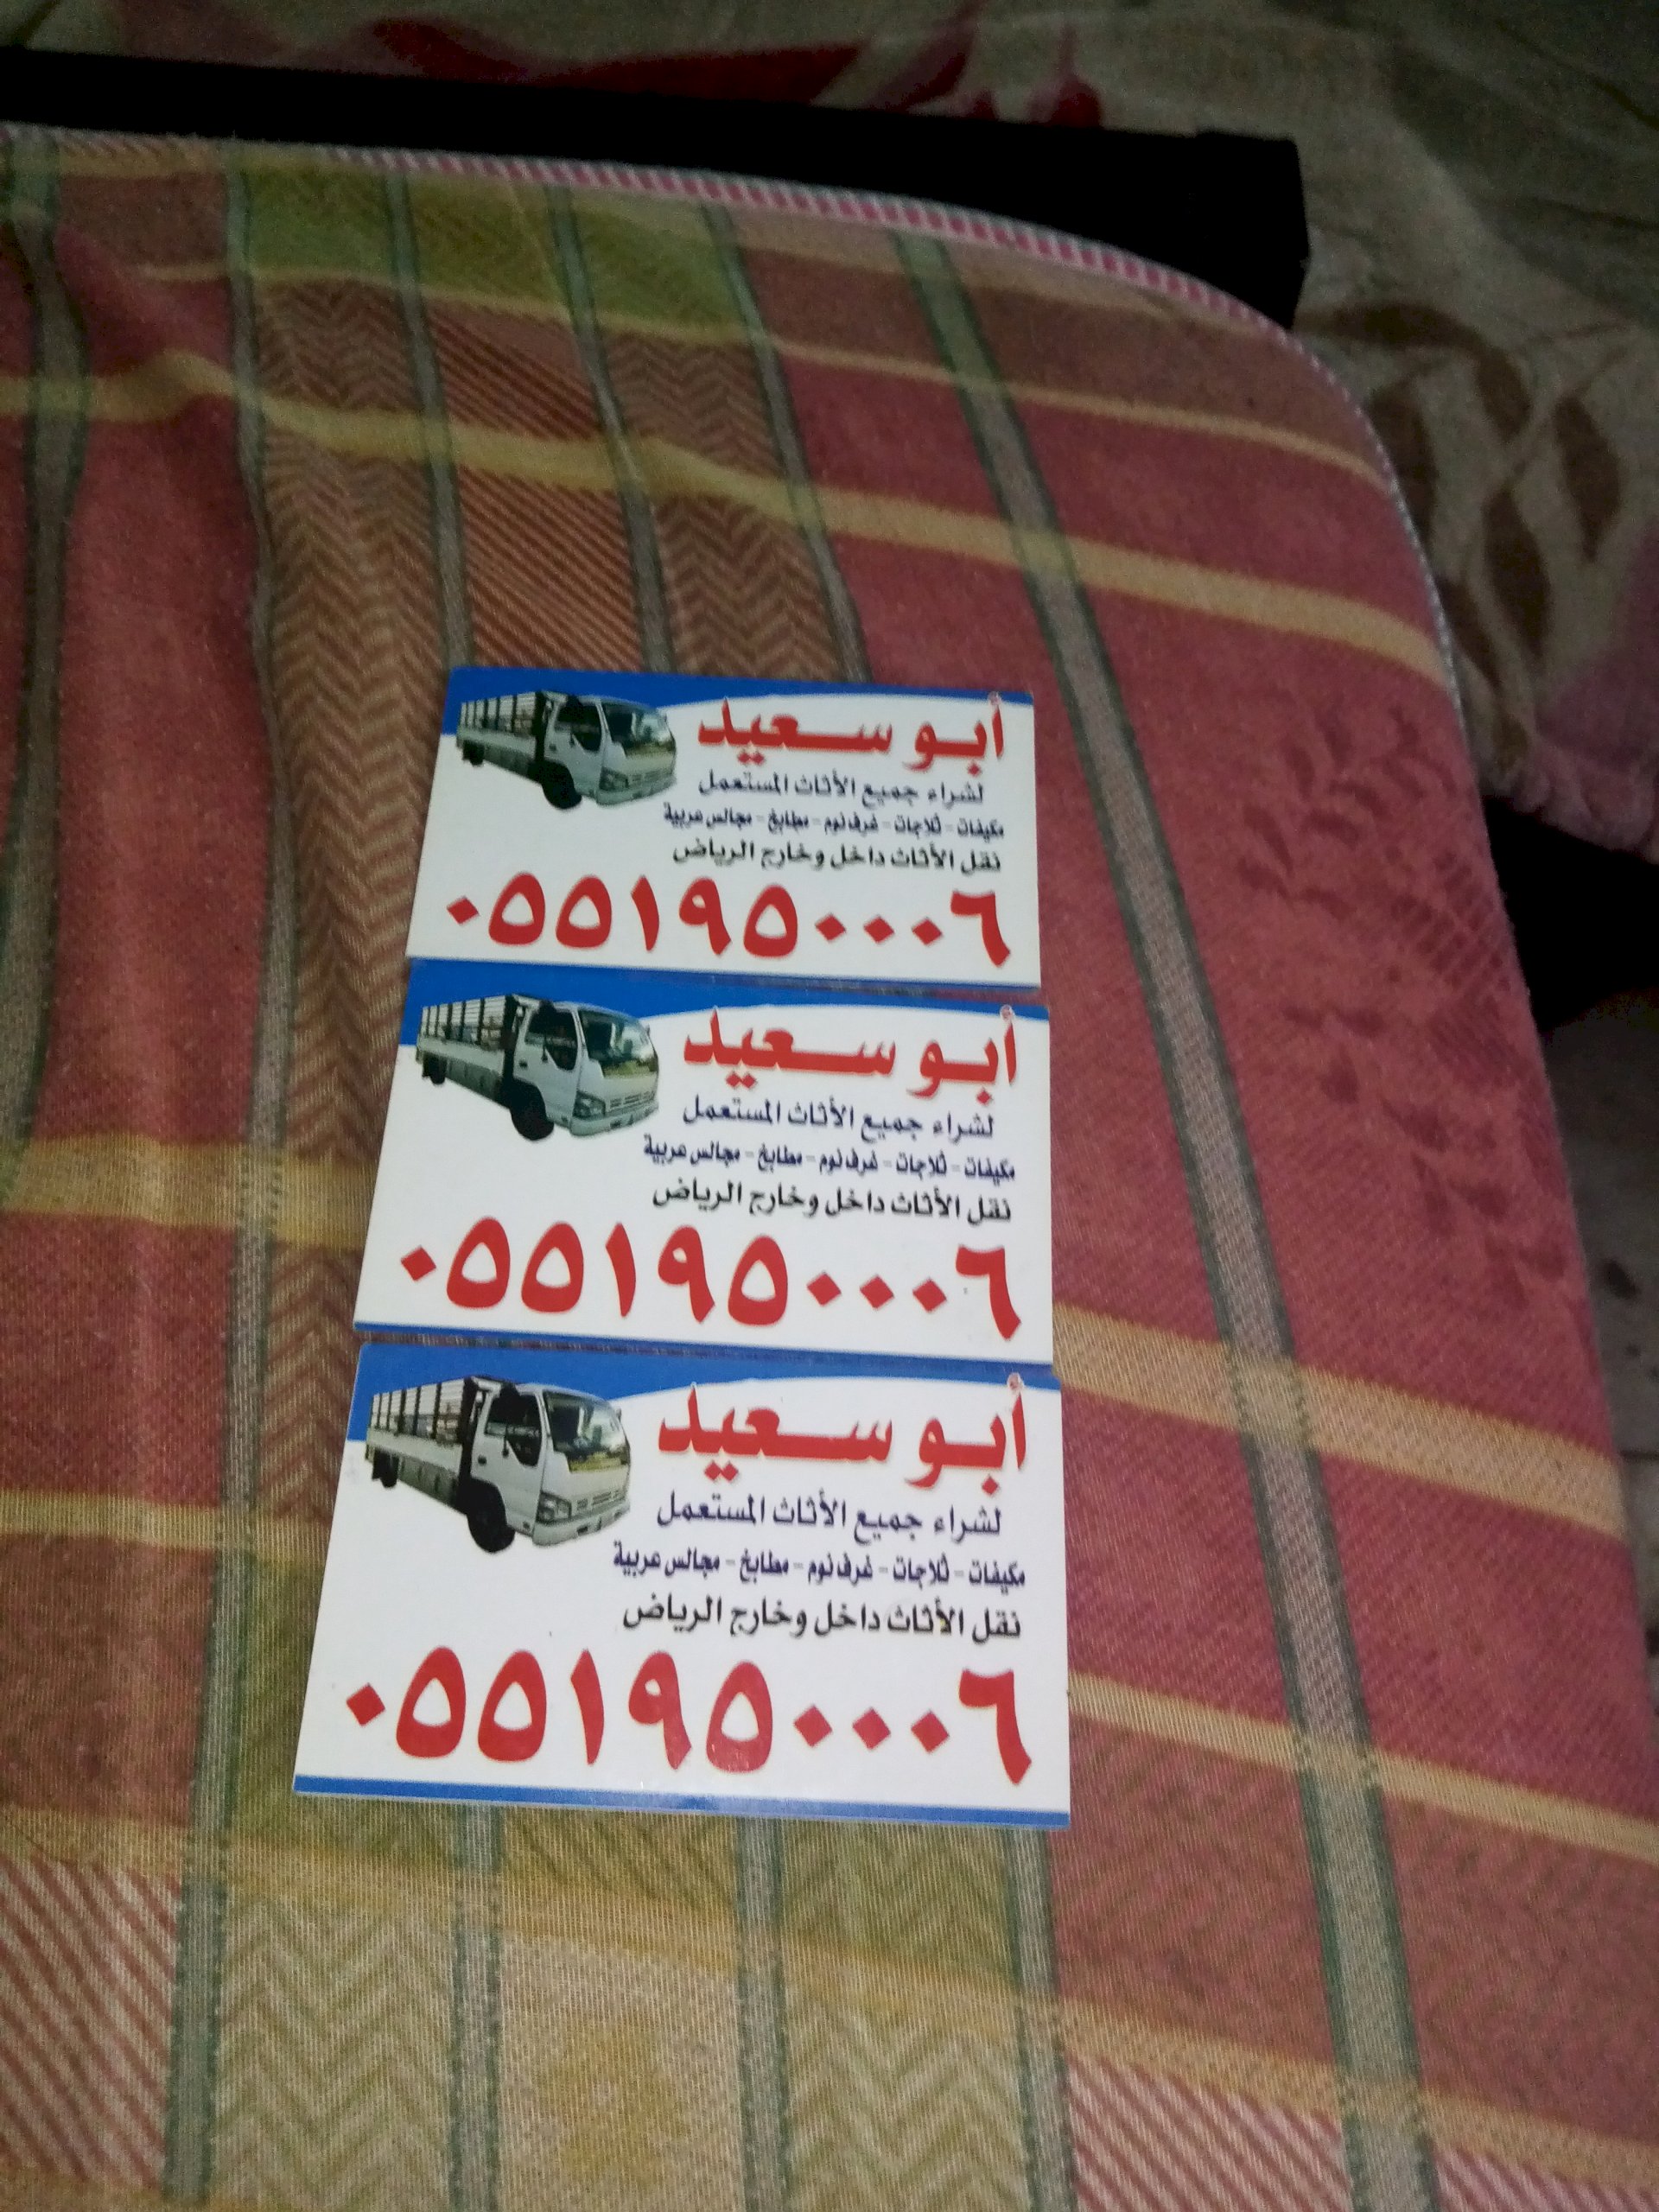 أبو سعيد
لشراء جميع الأثاث المستعمل
مكيفات - ثلاجات - غرف نوم - مطابخ - مجالس عربية
نقل الأثاث داخل وخارج الرياض
٠٥٥١٩٥٠٠٠٦
أبو سعيد
لشراء جميع الأثاث المستعمل
مكيفات - ثلاجات - غرف نوم - مطابخ - مجالس عربية
نقل الأثاث داخل وخارج الرياض
٠٥٥١٩٥٠٠٠٦
أبو سعيد
لشراء جميع الأثاث المستعمل
مكيفات - ثلاجات - غرف نوم - مطابخ - مجالس عربية
نقل الأثاث داخل وخارج الرياض
٠٥٥١٩٥٠٠٠٦